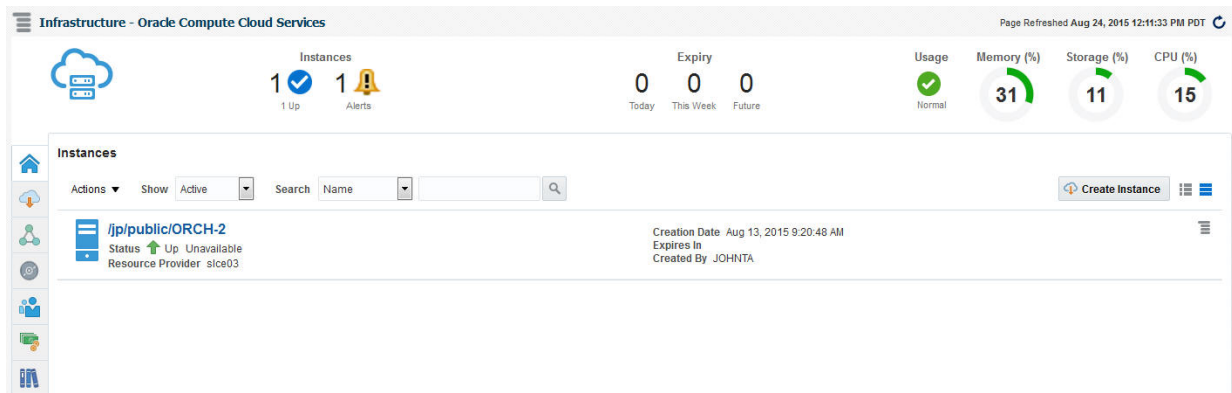 Infrastructure - Oracle Compute Cloud Services
Page Refreshed Aug 24, 2015 12:11:33 PM PDT
Instances
1 1
1 Up Alerts
Expiry
0 0 0
Today This Week Future
Usage
Normal
Memory (%)
31
Storage (%)
11
CPU (%)
15
Instances
Actions Show Active Search Name Create Instance
/jp/public/ORCH-2
Status Up Unavailable
Resource Provider slce03
Creation Date Aug 13, 2015 9:20:48 AM
Expires In
Created By JOHNTA